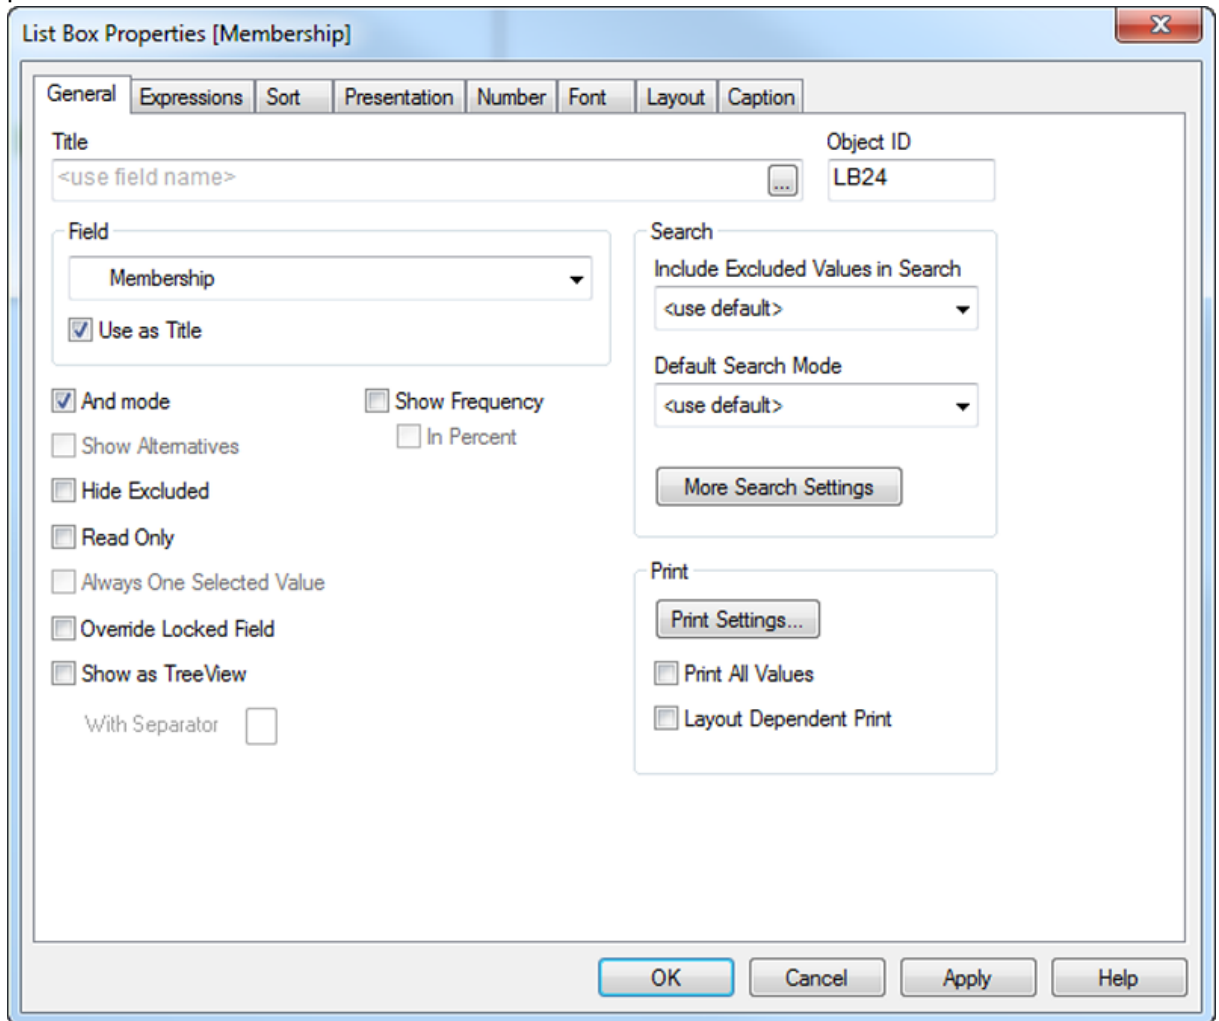 List Box Properties [Membership]
General Expressions Sort Presentation Number Font Layout Caption
Title
Object ID
<use field name>
...
LB24
Field
Membership
Use as Title
Search
Include Excluded Values in Search
<use default>
Default Search Mode
<use default>
More Search Settings
And mode
Show Frequency
Show Alternatives
In Percent
Hide Excluded
Read Only
Always One Selected Value
Override Locked Field
Show as TreeView
With Separator
Print
Print Settings...
Print All Values
Layout Dependent Print
OK Cancel Apply Help